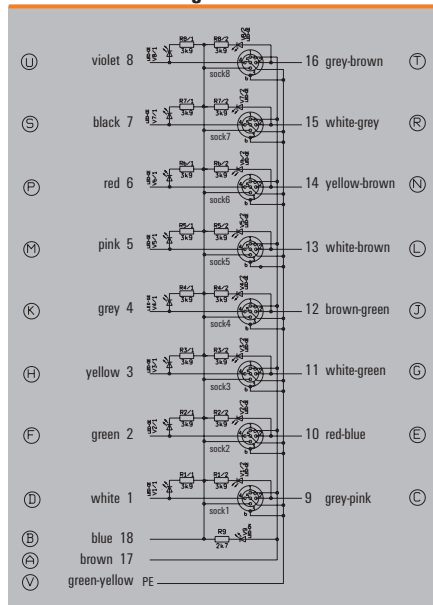 R8/1 R8/2
3k9 3k9
U violet 8 16 grey-brown T
sock8
R7/1 R7/2
3k9 3k9
S black 7 15 white-grey R
sock7
R6/1 R6/2
3k9 3k9
P red 6 14 yellow-brown N
sock6
R5/1 R5/2
3k9 3k9
M pink 5 13 white-brown L
sock5
R4/1 R4/2
3k9 3k9
K grey 4 12 brown-green J
sock4
R3/1 R3/2
3k9 3k9
H yellow 3 11 white-green G
sock3
R2/1 R2/2
3k9 3k9
F green 2 10 red-blue E
sock2
R1/1 R1/2
3k9 3k9
D white 1 9 grey-pink C
sock1
B blue 18 R9
2k7
A brown 17
V green-yellow PE